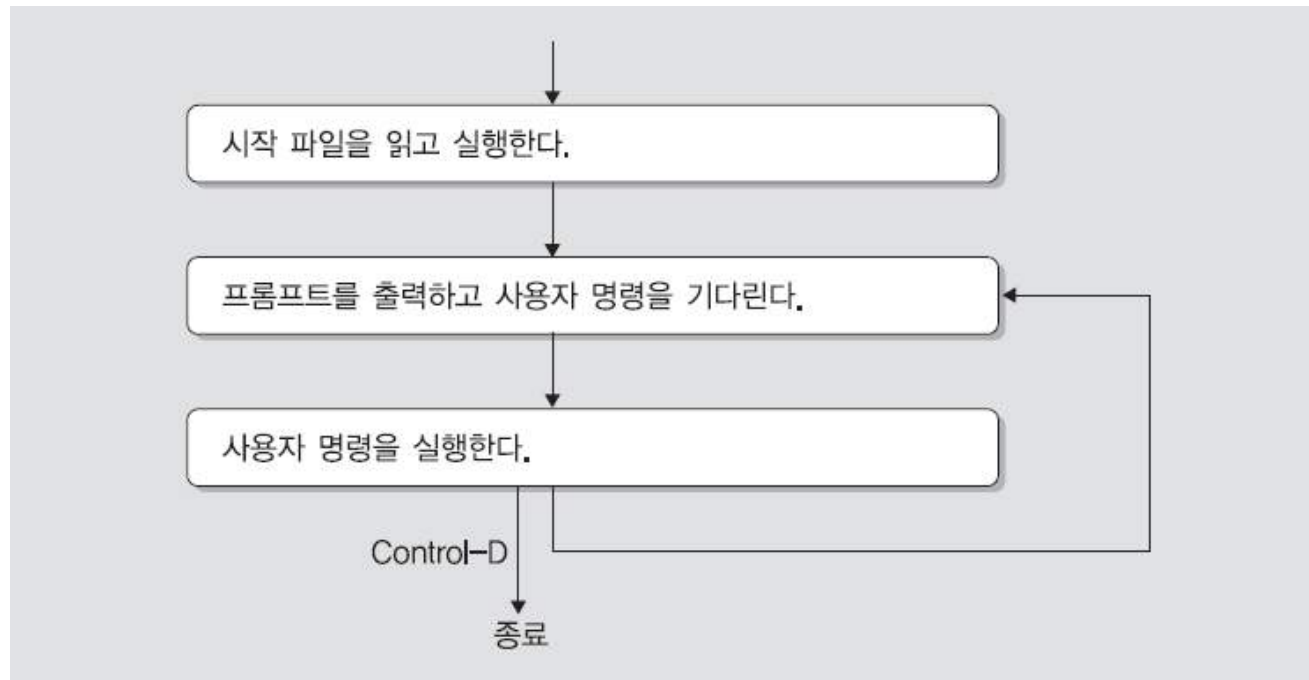 시작 파일을 읽고 실행한다.
프롬프트를 출력하고 사용자 명령을 기다린다.
사용자 명령을 실행한다.
Control-D
종료